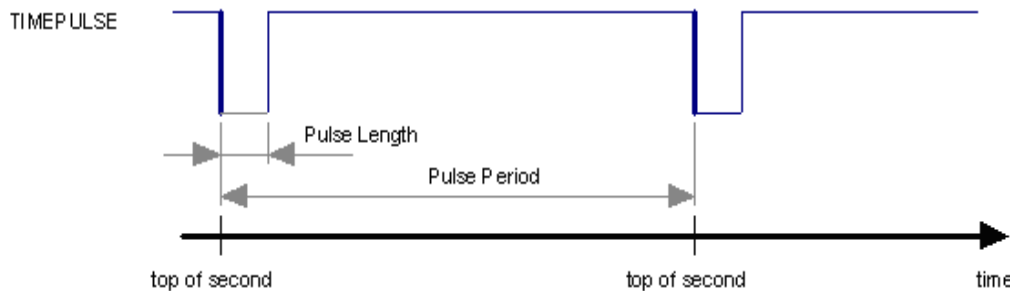 TIMEPULSE
Pulse Length
Pulse Period
top of second
top of second
time